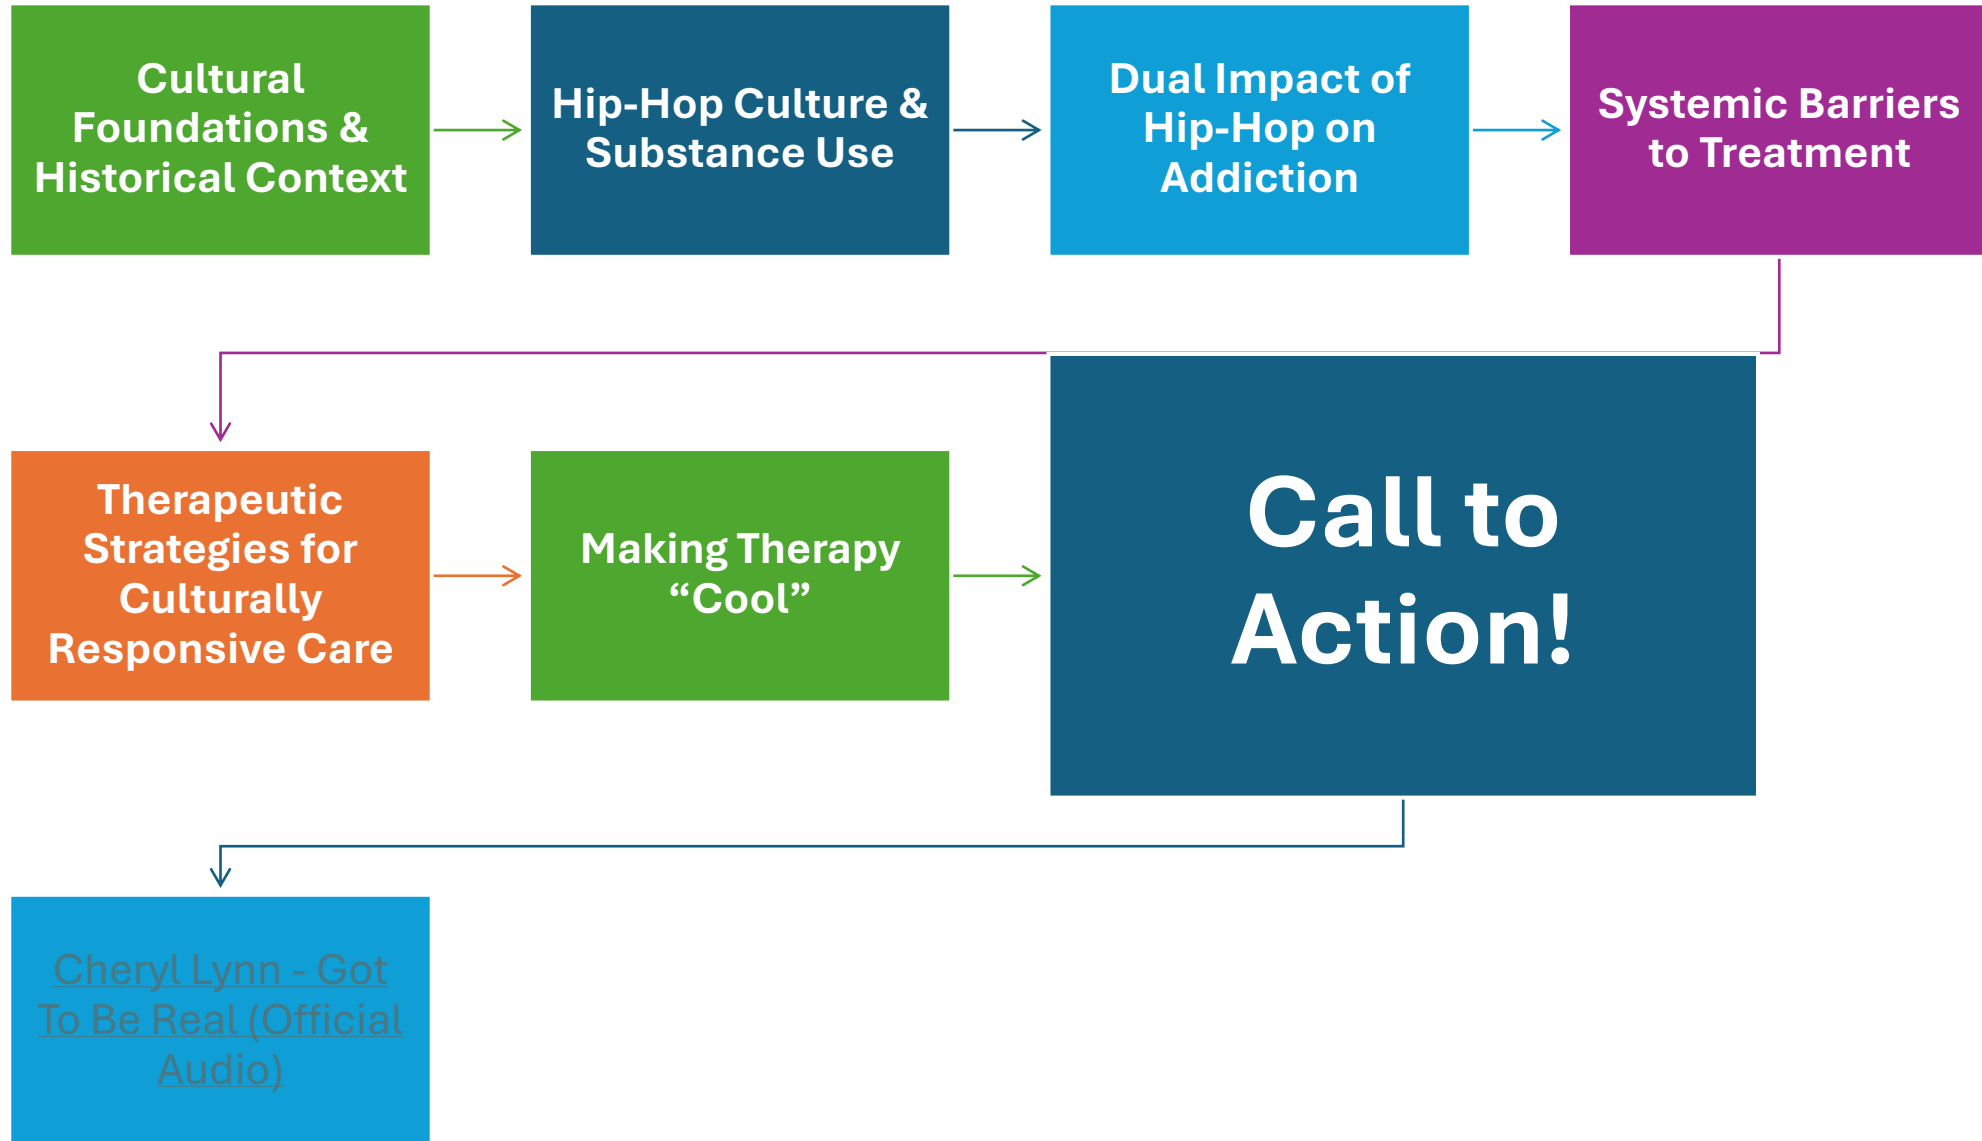 Cultural
Foundations &
Historical Context
Hip-Hop Culture &
Substance Use
Dual Impact of
Hip-Hop on
Addiction
Systemic Barriers
to Treatment
Therapeutic
Strategies for
Culturally
Responsive Care
Making Therapy
“Cool”
Call to
Action!
Cheryl Lynn - Got
To Be Real (Official
Audio)